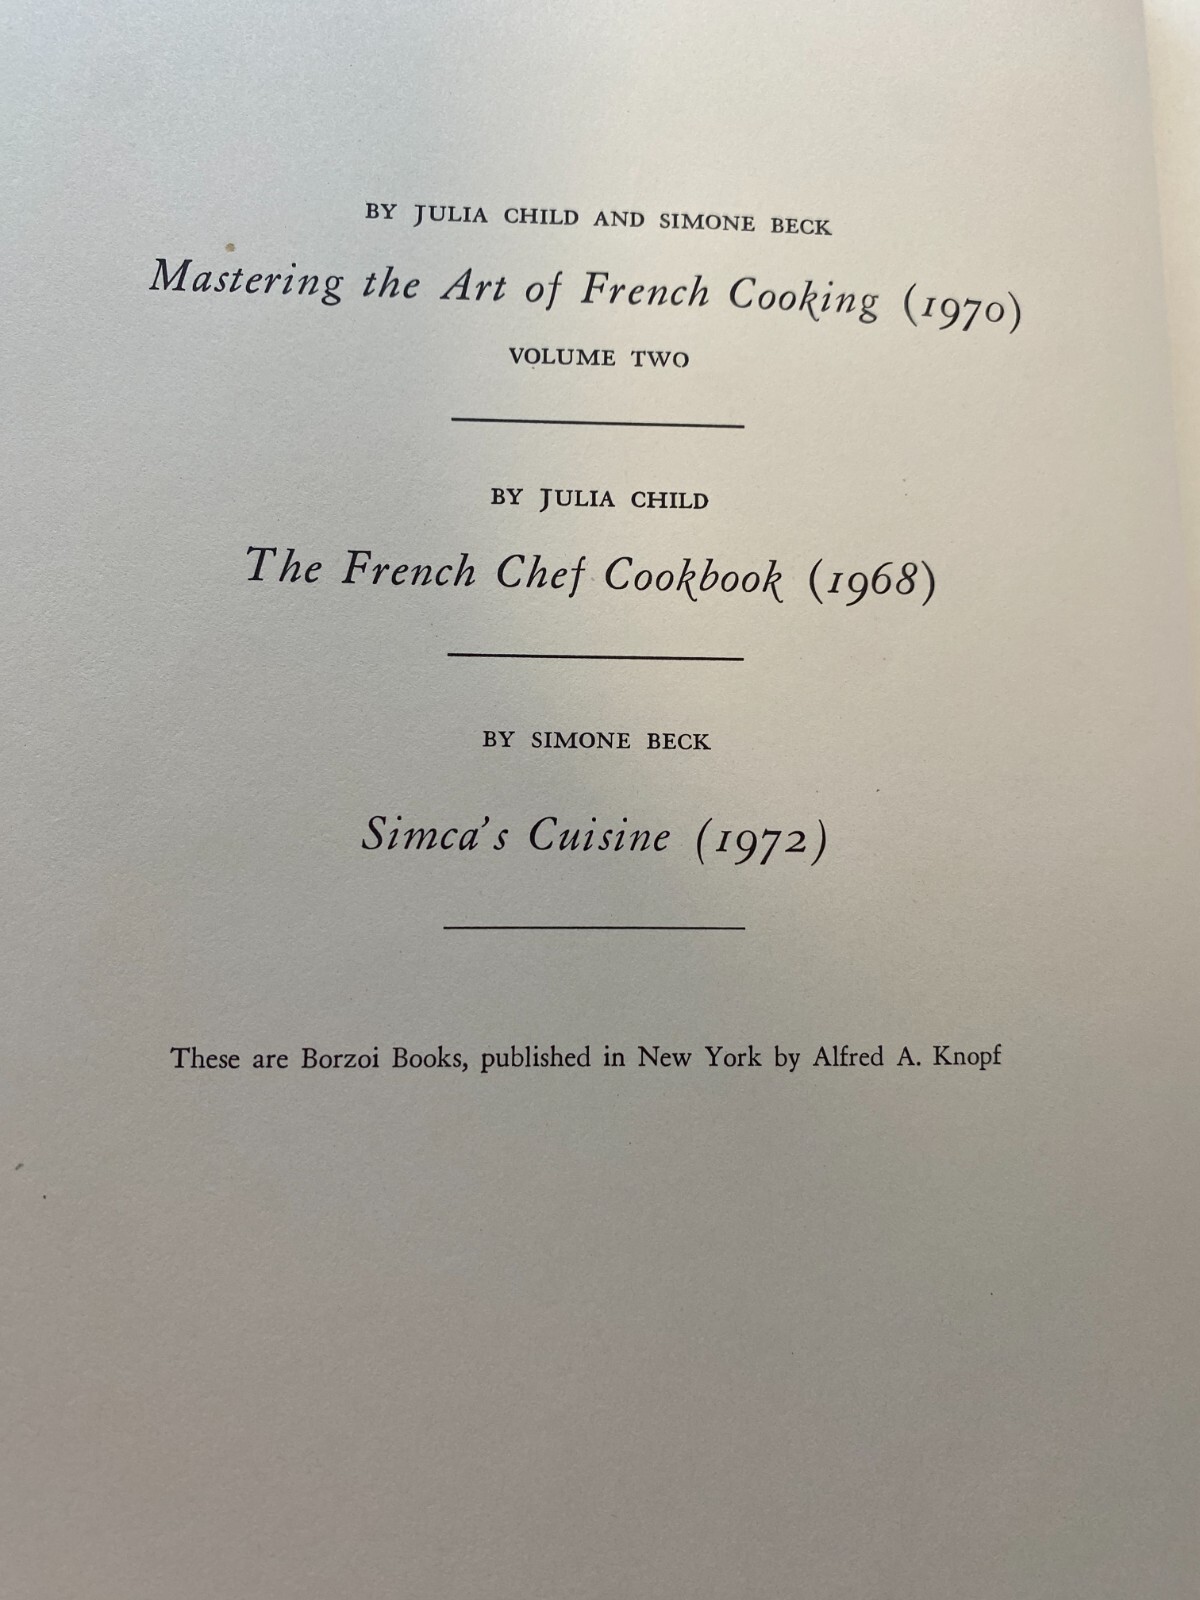 BY JULIA CHILD AND SIMONE BECK
Mastering the Art of French Cooking (1970)
VOLUME TWO
BY JULIA CHILD
The French Chef Cookbook (1968)
BY SIMONE BECK
Simca's Cuisine (1972)
These are Borzoi Books, published in New York by Alfred A. Knopf